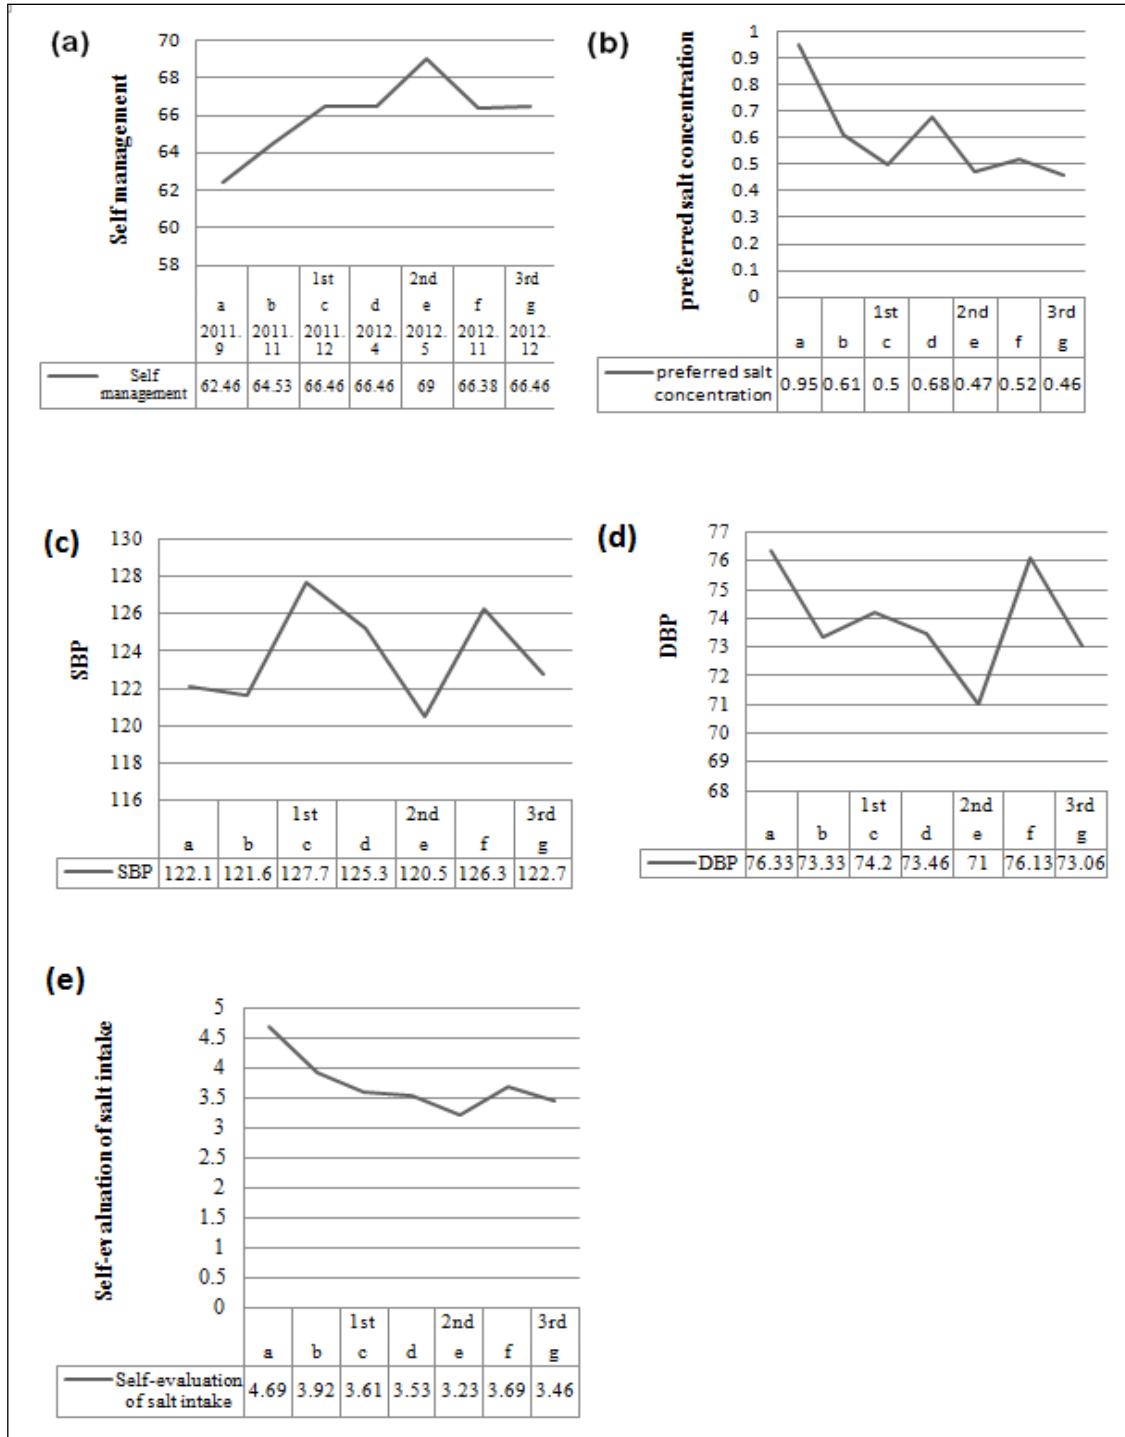 (a)
Self management
70
68
66
64
62
60
58
1st 2nd 3rd
a b c d e f g
2011. 2011. 2011. 2012. 2012. 2012. 2012.
9 11 12 4 5 11 12
Self
management
62.46 64.53 66.46 66.46 69 66.38 66.46
(b)
preferred salt concentration
1
0.9
0.8
0.7
0.6
0.5
0.4
0.3
0.2
0.1
0
1st 2nd 3rd
a b c d e f g
preferred salt
concentration
0.95 0.61 0.5 0.68 0.47 0.52 0.46
(c)
SBP
130
128
126
124
122
120
118
116
1st 2nd 3rd
a b c d e f g
SBP 122.1 121.6 127.7 125.3 120.5 126.3 122.7
(d)
DBP
77
76
75
74
73
72
71
70
69
68
1st 2nd 3rd
a b c d e f g
DBP 76.33 73.33 74.2 73.46 71 76.13 73.06
(e)
Self-evaluation of salt intake
5
4.5
4
3.5
3
2.5
2
1.5
1
0.5
0
1st 2nd 3rd
a b c d e f g
Self-evaluation
of salt intake
4.69 3.92 3.61 3.53 3.23 3.69 3.46